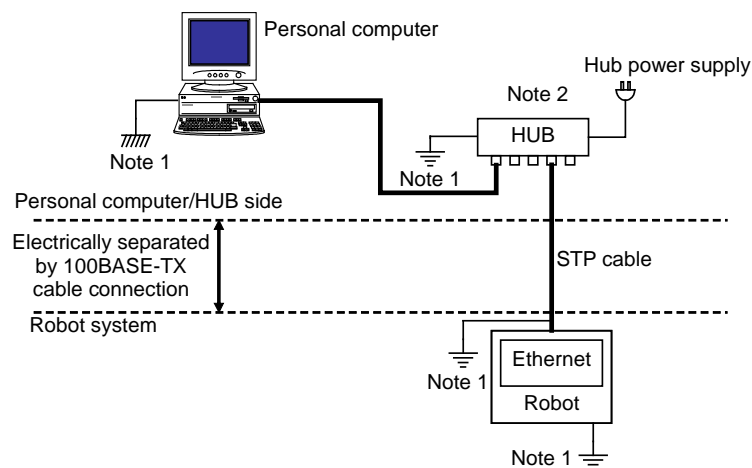 Personal computer
Hub power supply
Note 2
HUB
Note 1
Note 1
Personal computer/HUB side
Electrically separated
by 100BASE-TX
cable connection
STP cable
Robot system
Ethernet
Note 1
Robot
Note 1